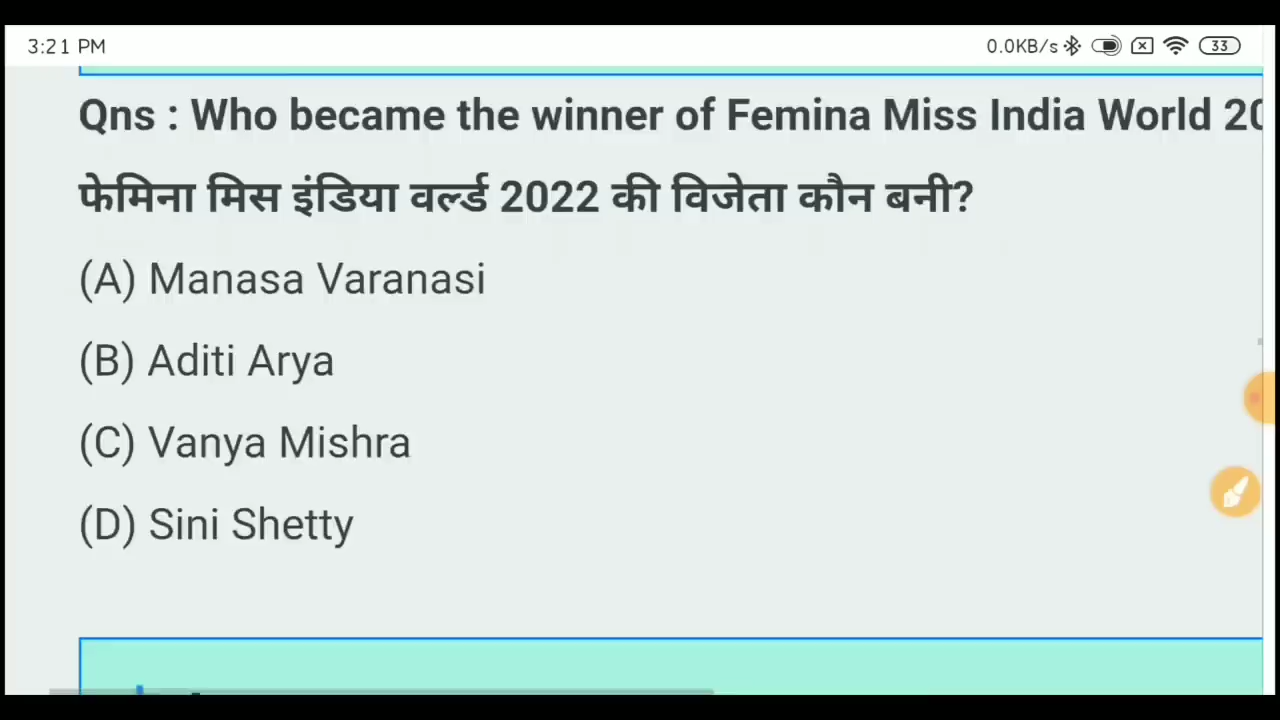 3:21 PM
0.0KB/s
33
Qns : Who became the winner of Femina Miss India World
फेमिना मिस इंडिया वर्ल्ड 2022 की विजेता कौन बनी?
(A) Manasa Varanasi
(B) Aditi Arya
(C) Vanya Mishra
(D) Sini Shetty